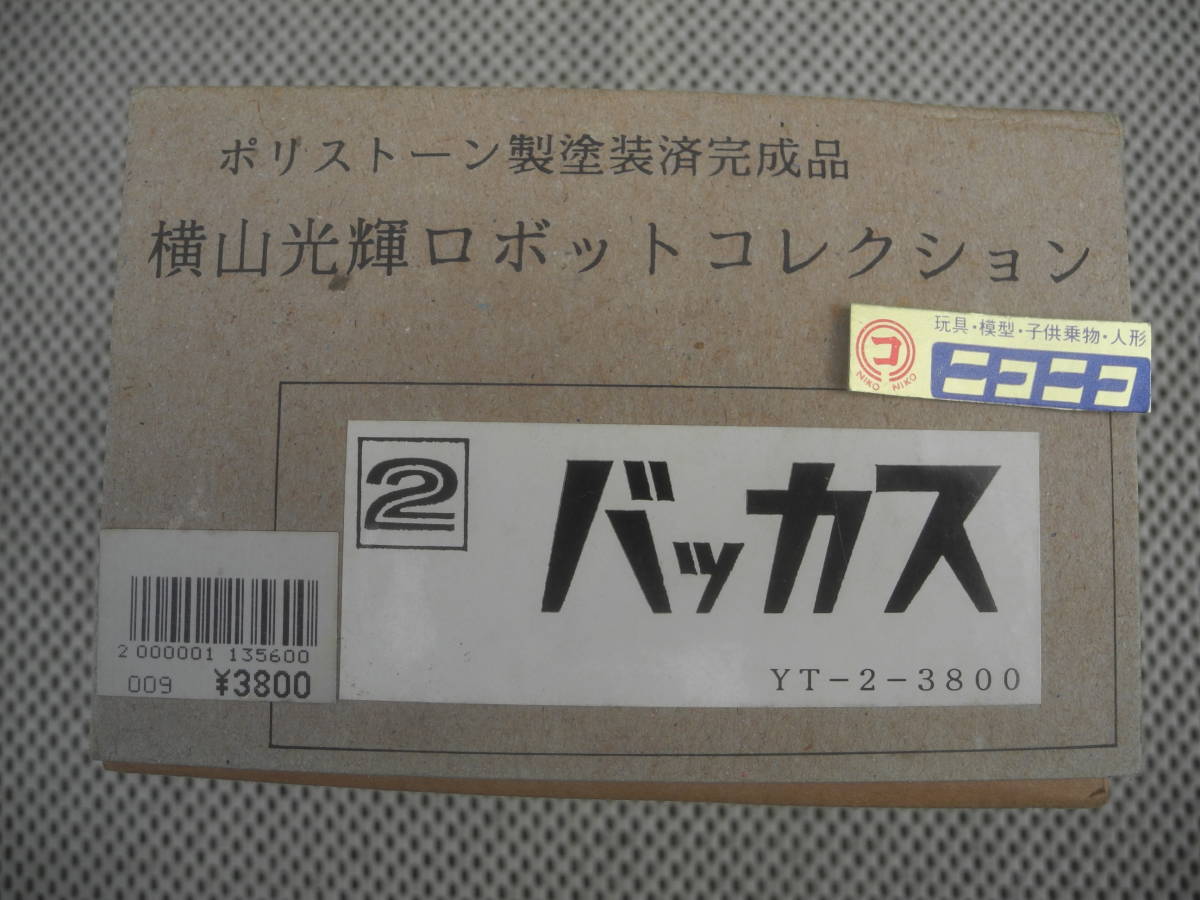 ポリストーン製塗装済完成品
横山光輝ロボットコレクション
玩具・模型・子供乗物・人形
コ
NIKO NIKO
ニコニコ
2
バッカス
YT-2-3800
2 000001 135600
009 ¥3800